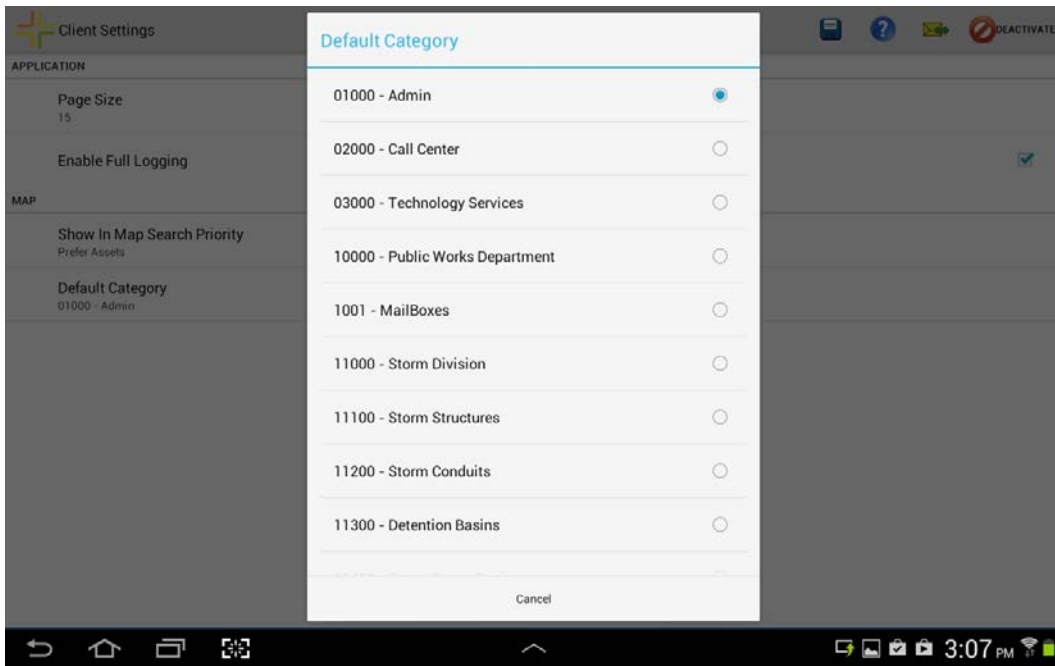 Client Settings
DEACTIVATE
APPLICATION
Page Size
15
Enable Full Logging
MAP
Show In Map Search Priority
Prefer Assets
Default Category
01000 - Admin
Default Category
01000 - Admin
02000 - Call Center
03000 - Technology Services
10000 - Public Works Department
1001 - MailBoxes
11000 - Storm Division
11100 - Storm Structures
11200 - Storm Conduits
11300 - Detention Basins
Cancel
3:07 PM